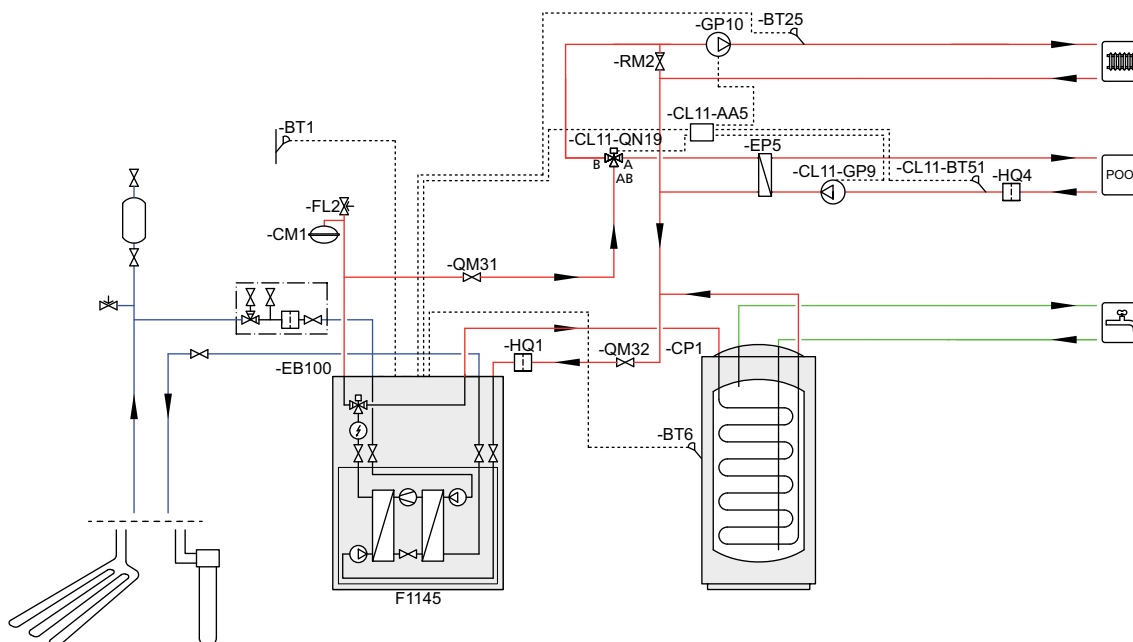 -GP10
-BT25
-RM2
-CL11-AA5
-BT1
-CL11-QN19
-EP5
B
A
AB
-CL11-GP9
-CL11-BT51
-HQ4
POO
-FL2
-CM1
-QM31
-HQ1
-QM32
-CP1
-EB100
-BT6
F1145